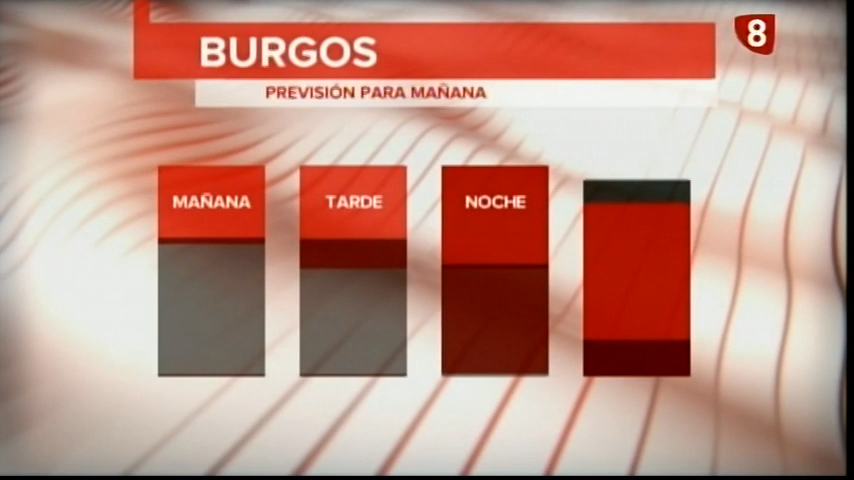 BURGOS
8
PREVISIÓN PARA MAÑANA
MAÑANA
TARDE
NOCHE